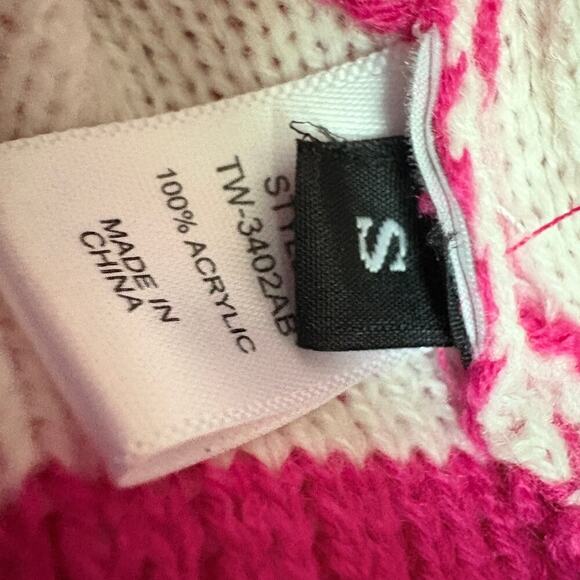 S
STYL
TW-3402AB
100% ACRYLIC
MADE IN
CHINA